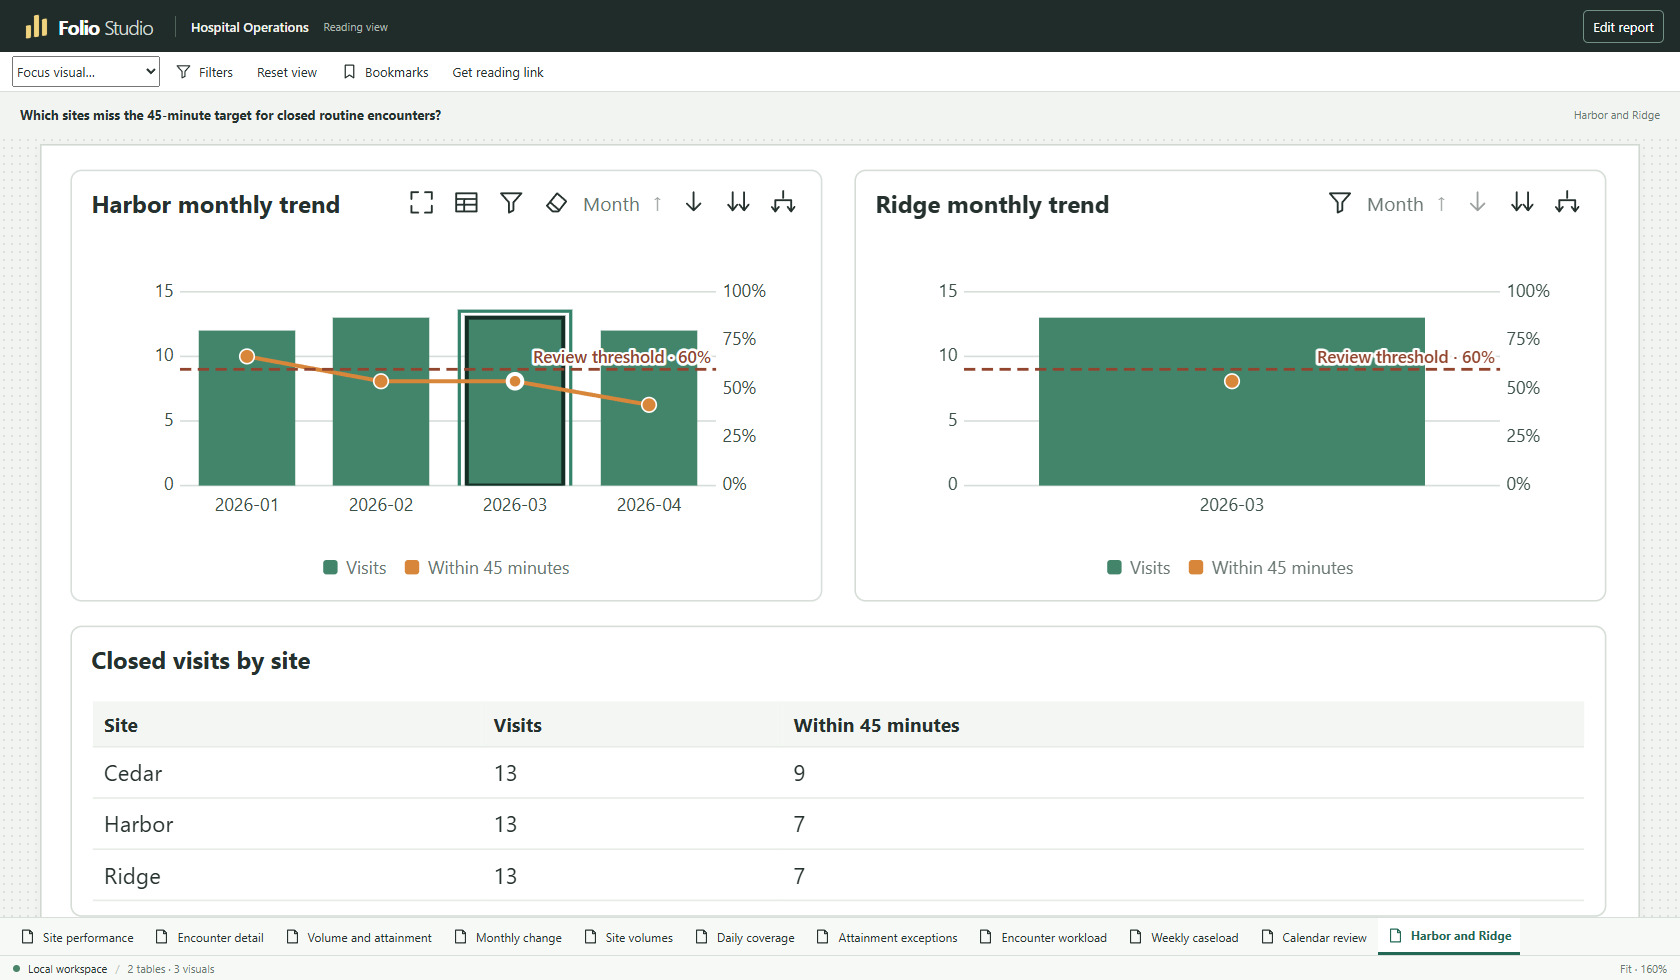 Folio Studio
Hospital Operations
Reading view
Edit report
Focus visual...
Filters
Reset view
Bookmarks
Get reading link
Which sites miss the 45-minute target for closed routine encounters?
Harbor and Ridge
Harbor monthly trend
Month ↑
15
10
5
0
100%
75%
50%
25%
0%
Review threshold · 60%
2026-01
2026-02
2026-03
2026-04
Visits
Within 45 minutes
Ridge monthly trend
Month ↑
15
10
5
0
100%
75%
50%
25%
0%
Review threshold · 60%
2026-03
Visits
Within 45 minutes
Closed visits by site
Site Visits Within 45 minutes
Cedar 13 9
Harbor 13 7
Ridge 13 7
Site performance
Encounter detail
Volume and attainment
Monthly change
Site volumes
Daily coverage
Attainment exceptions
Encounter workload
Weekly caseload
Calendar review
Harbor and Ridge
Local workspace / 2 tables · 3 visuals
Fit · 160%